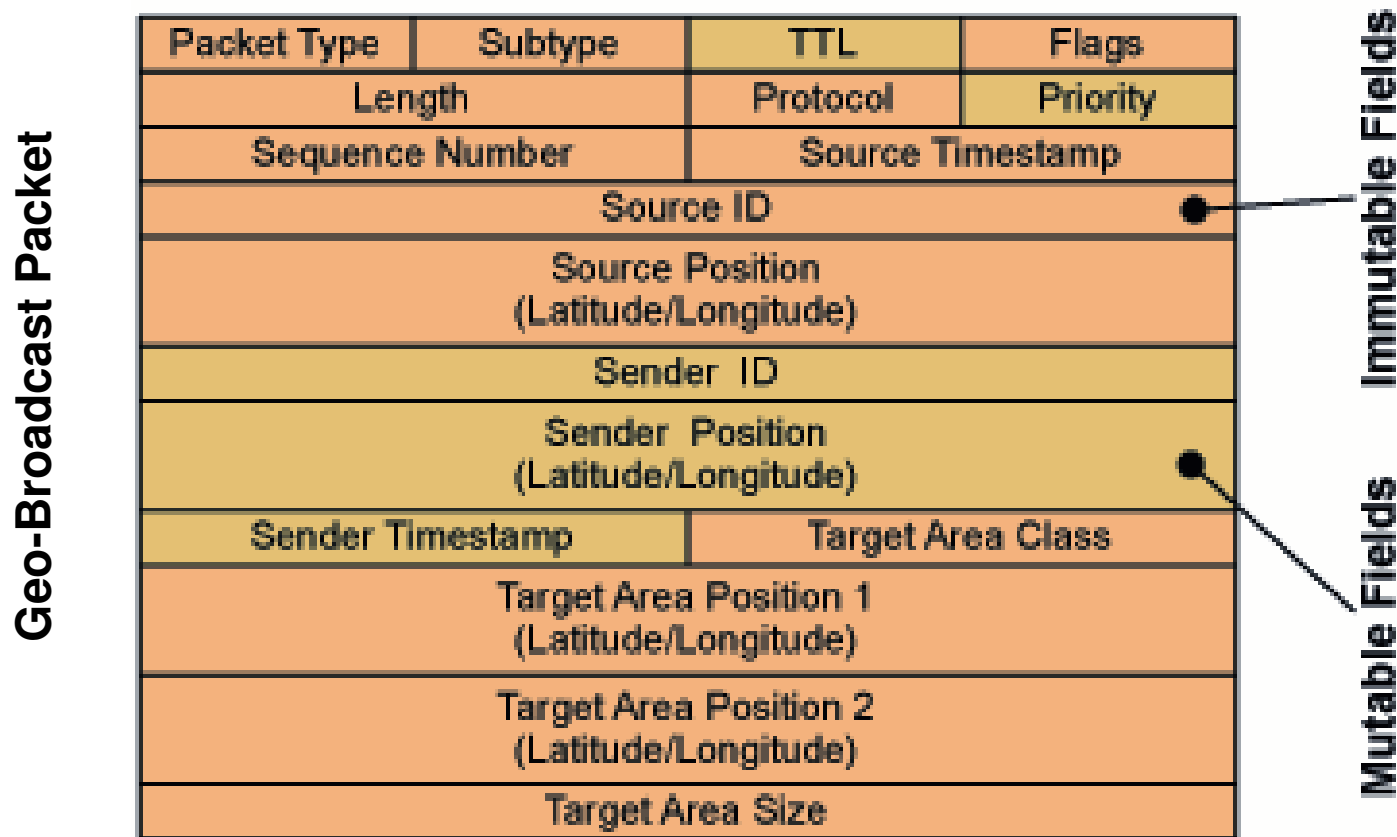 Geo-Broadcast Packet
Packet Type Subtype TTL Flags
Length Protocol Priority
Sequence Number Source Timestamp
Source ID
Source Position
(Latitude/Longitude)
Sender ID
Sender Position
(Latitude/Longitude)
Sender Timestamp Target Area Class
Target Area Position 1
(Latitude/Longitude)
Target Area Position 2
(Latitude/Longitude)
Target Area Size
Immutable Fields
Mutable Fields